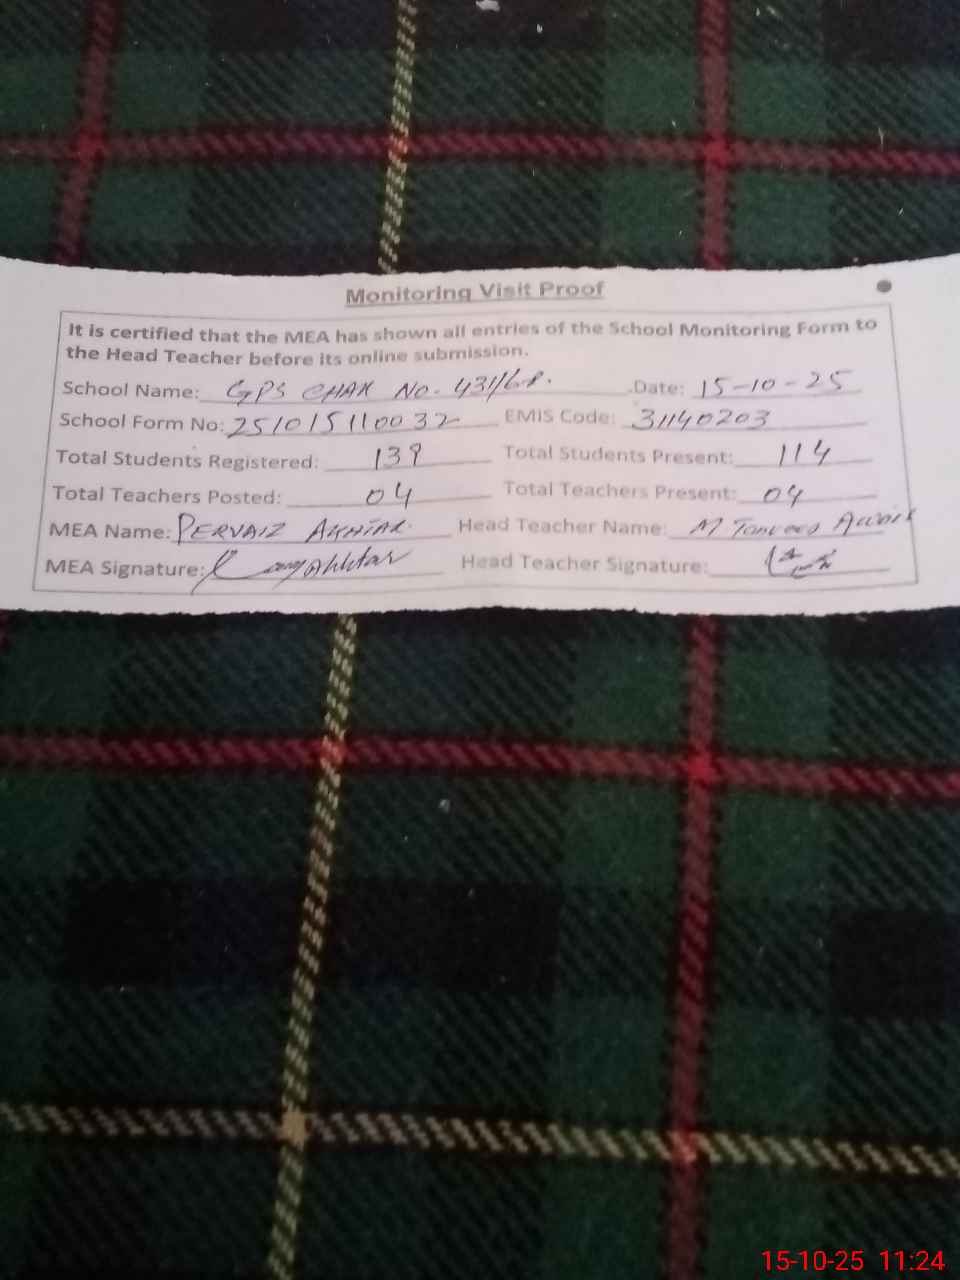 Monitoring Visit Proof
It is certified that the MEA has shown all entries of the School Monitoring Form to
the Head Teacher before its online submission.
School Name: GPS CHAK NO. 431/6R. Date: 15-10-25
School Form No: 251015110032 EMIS Code: 31140203
Total Students Registered: 139 Total Students Present: 114
Total Teachers Posted: 04 Total Teachers Present: 04
MEA Name: PERVAIZ AKHTAR Head Teacher Name: M Tanveer Awan
MEA Signature: Head Teacher Signature:
15-10-25 11:24